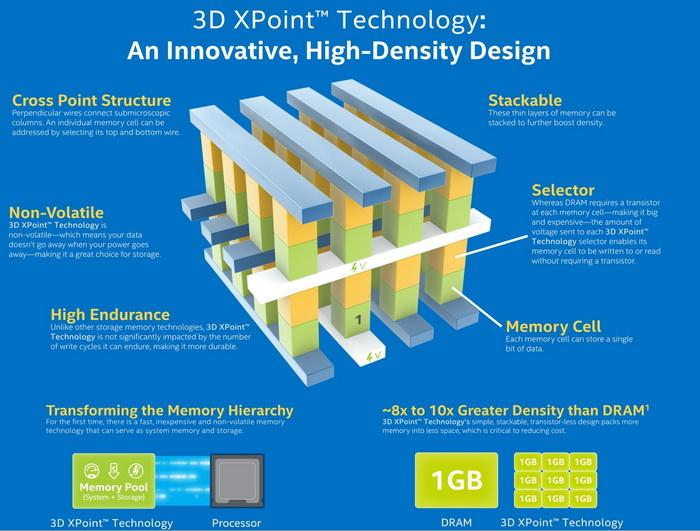 3D XPoint™ Technology:
An Innovative, High-Density Design
Cross Point Structure
Perpendicular wires connect submicroscopic
columns. An individual memory cell can be
addressed by selecting its top and bottom wire.
Stackable
These thin layers of memory can be
stacked to further boost density.
Non-Volatile
3D XPoint™ Technology is
non-volatile—which means your data
doesn't go away when your power goes
away—making it a great choice for storage.
Selector
Whereas DRAM requires a transistor
at each memory cell—making it big
and expensive—the amount of
voltage sent to each 3D XPoint™
Technology selector enables its
memory cell to be written to or read
without requiring a transistor.
V
1
V
High Endurance
Unlike other storage memory technologies, 3D XPoint™
Technology is not significantly impacted by the number
of write cycles it can endure, making it more durable.
Memory Cell
Each memory cell can store a single
bit of data.
Transforming the Memory Hierarchy
For the first time, there is a fast, inexpensive and non-volatile memory
technology that can serve as system memory and storage.
Memory Pool
(System + Storage)
3D XPoint™ Technology
Processor
~8x to 10x Greater Density than DRAM¹
3D XPoint™ Technology's simple, stackable, transistor-less design packs more
memory into less space, which is critical to reducing cost.
1GB
1GB 1GB 1GB
1GB 1GB 1GB
1GB 1GB 1GB
DRAM
3D XPoint™ Technology